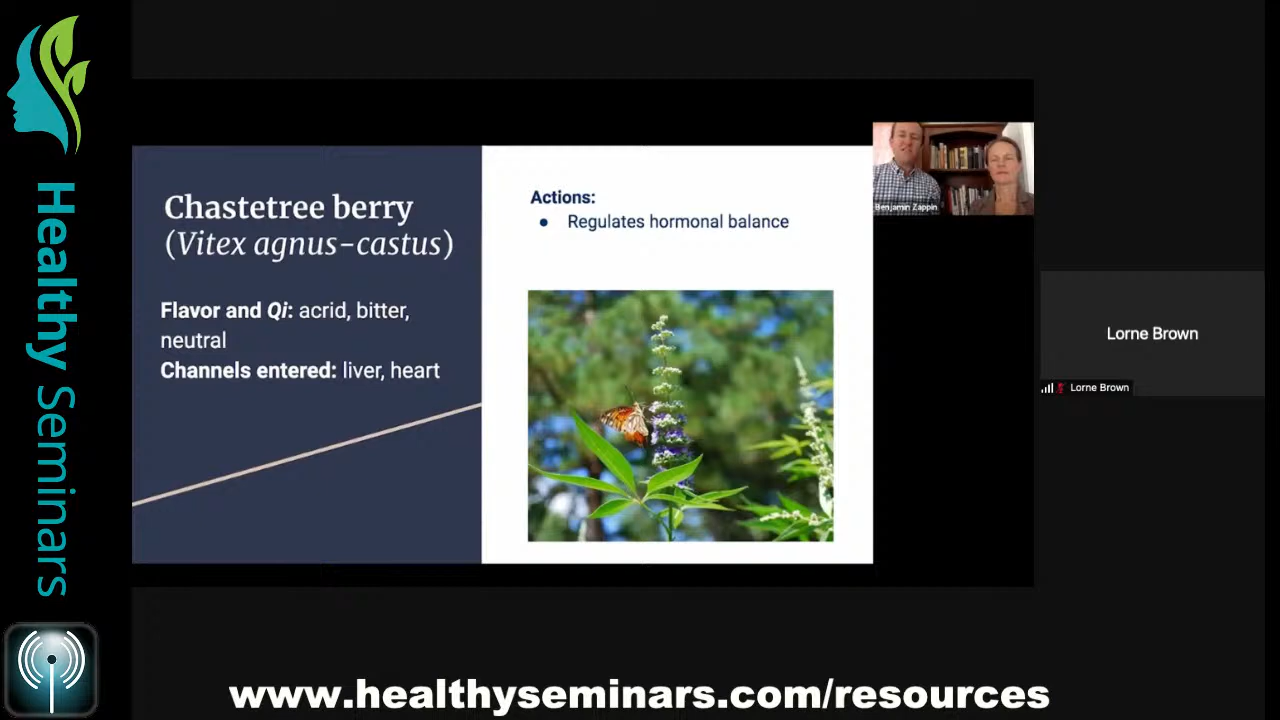 Healthy Seminars
Chastetree berry
(Vitex agnus-castus)
Flavor and Qi: acrid, bitter,
neutral
Channels entered: liver, heart
Actions:
• Regulates hormonal balance
Benjamin Zappin
Lorne Brown
Lorne Brown
www.healthyseminars.com/resources